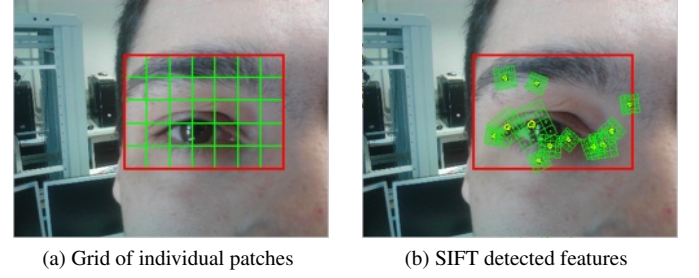 (a) Grid of individual patches
(b) SIFT detected features